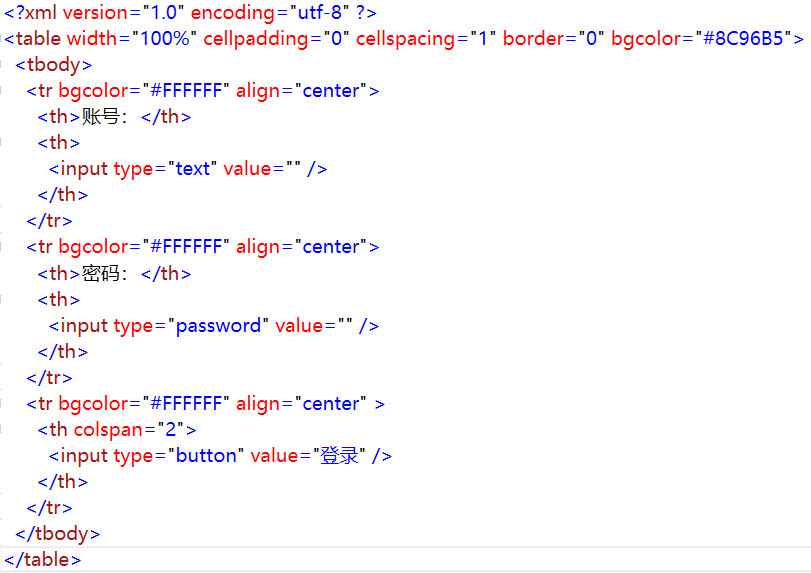 <?xml version="1.0" encoding="utf-8" ?>
<table width="100%" cellpadding="0" cellspacing="1" border="0" bgcolor="#8C96B5">
<tbody>
<tr bgcolor="#FFFFFF" align="center">
<th>账号：</th>
<th>
<input type="text" value="" />
</th>
</tr>
<tr bgcolor="#FFFFFF" align="center">
<th>密码：</th>
<th>
<input type="password" value="" />
</th>
</tr>
<tr bgcolor="#FFFFFF" align="center" >
<th colspan="2">
<input type="button" value="登录" />
</th>
</tr>
</tbody>
</table>